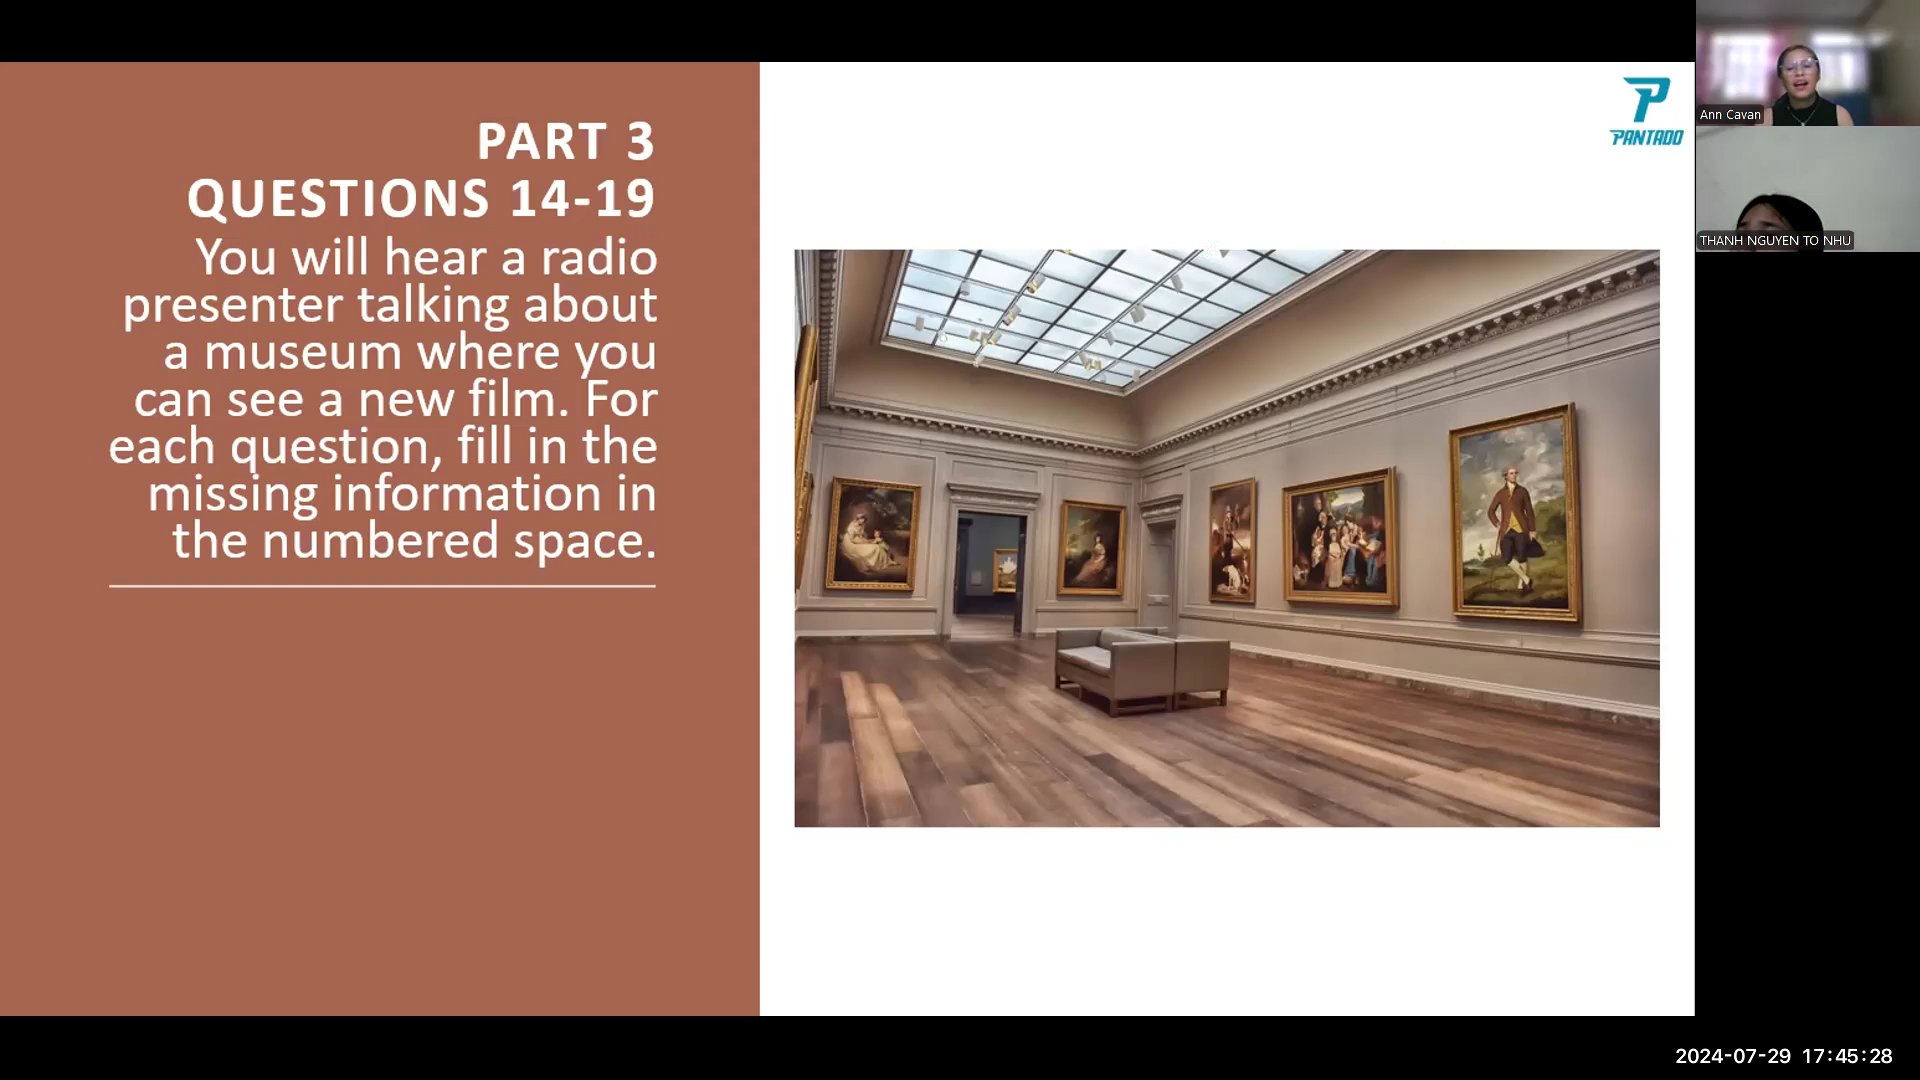 PART 3
QUESTIONS 14-19
You will hear a radio
presenter talking about
a museum where you
can see a new film. For
each question, fill in the
missing information in
the numbered space.
PANTADO
Ann Cavan
THANH NGUYEN TO NHU
2024-07-29 17:45:28